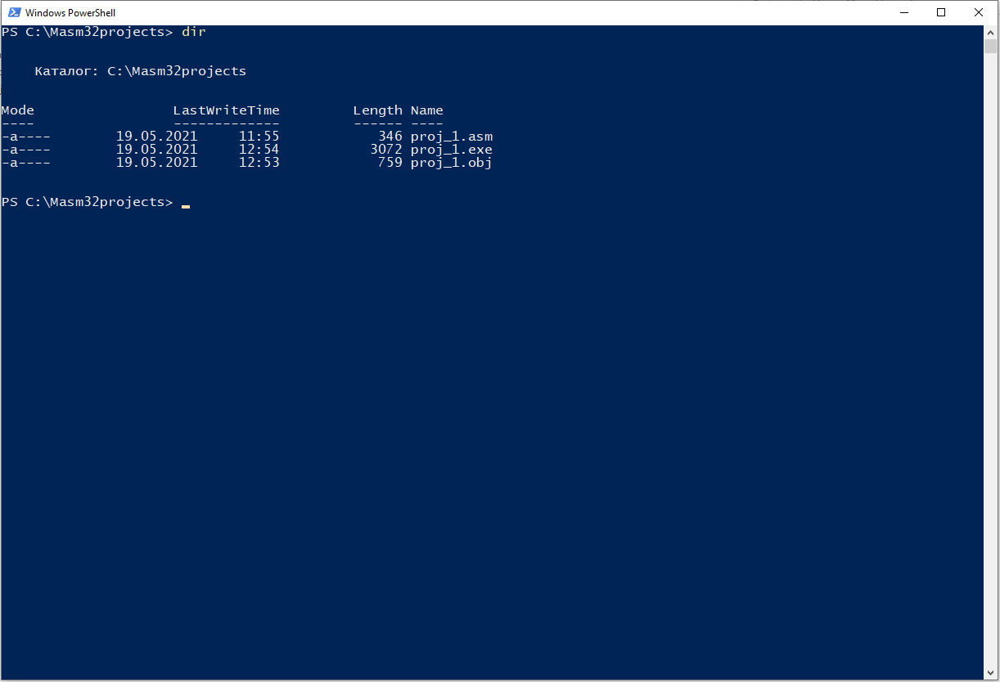 Windows PowerShell
PS C:\Masm32projects> dir
Каталог: C:\Masm32projects
Mode                 LastWriteTime         Length Name
----                 -------------         ------ ----
-a----        19.05.2021     11:55            346 proj_1.asm
-a----        19.05.2021     12:54           3072 proj_1.exe
-a----        19.05.2021     12:53            759 proj_1.obj
PS C:\Masm32projects> _